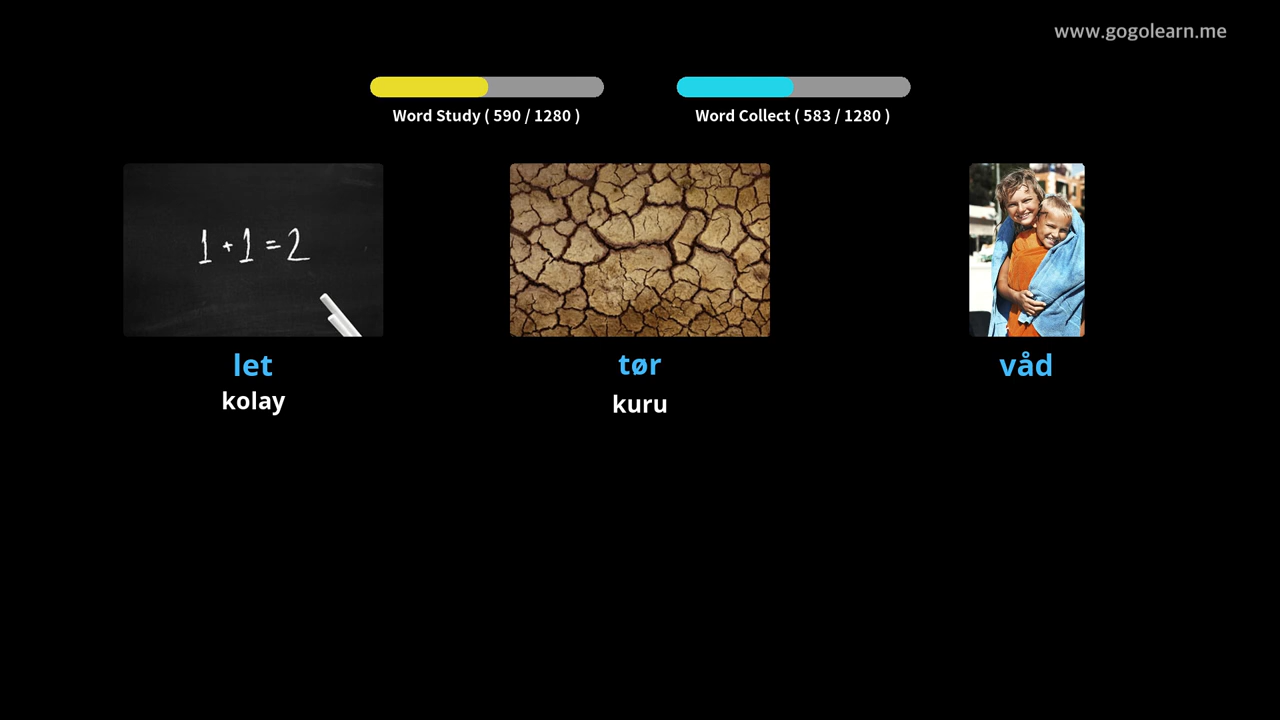 www.gogolearn.me
Word Study ( 590 / 1280 )
Word Collect ( 583 / 1280 )
1 + 1 = 2
let
tør
våd
kolay
kuru